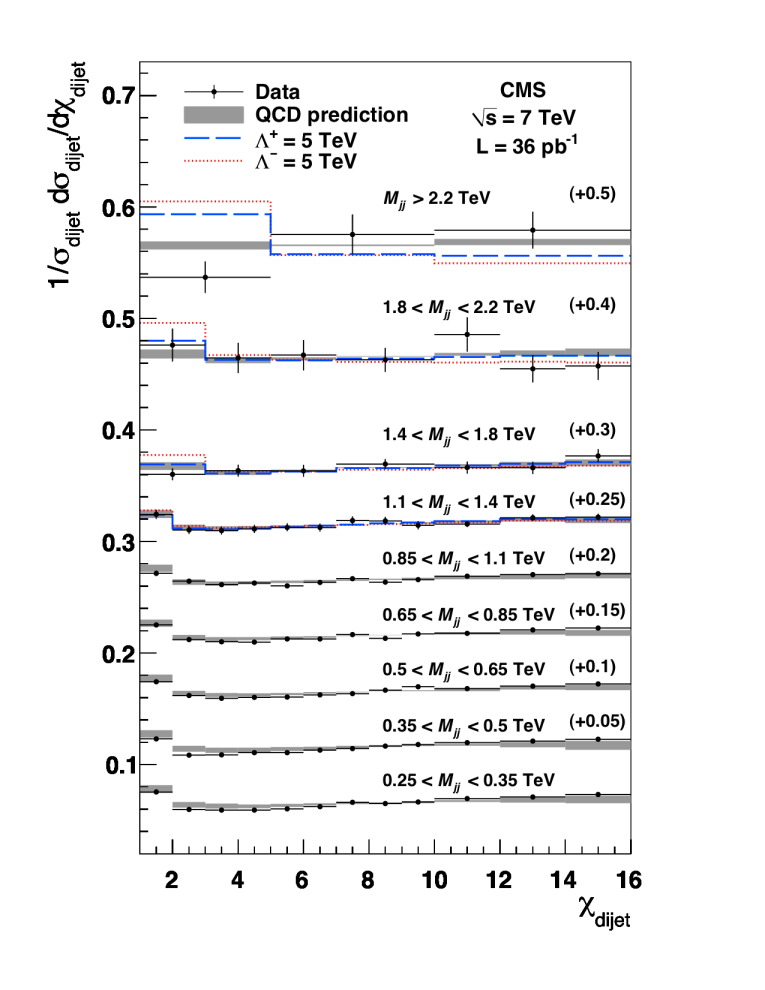 1/σdijet dσdijet/dχdijet
0.7
0.6
0.5
0.4
0.3
0.2
0.1
Data
QCD prediction
Λ+ = 5 TeV
Λ- = 5 TeV
CMS
√s = 7 TeV
L = 36 pb-1
Mjj > 2.2 TeV (+0.5)
1.8 < Mjj < 2.2 TeV (+0.4)
1.4 < Mjj < 1.8 TeV (+0.3)
1.1 < Mjj < 1.4 TeV (+0.25)
0.85 < Mjj < 1.1 TeV (+0.2)
0.65 < Mjj < 0.85 TeV (+0.15)
0.5 < Mjj < 0.65 TeV (+0.1)
0.35 < Mjj < 0.5 TeV (+0.05)
0.25 < Mjj < 0.35 TeV
2 4 6 8 10 12 14 16
χdijet